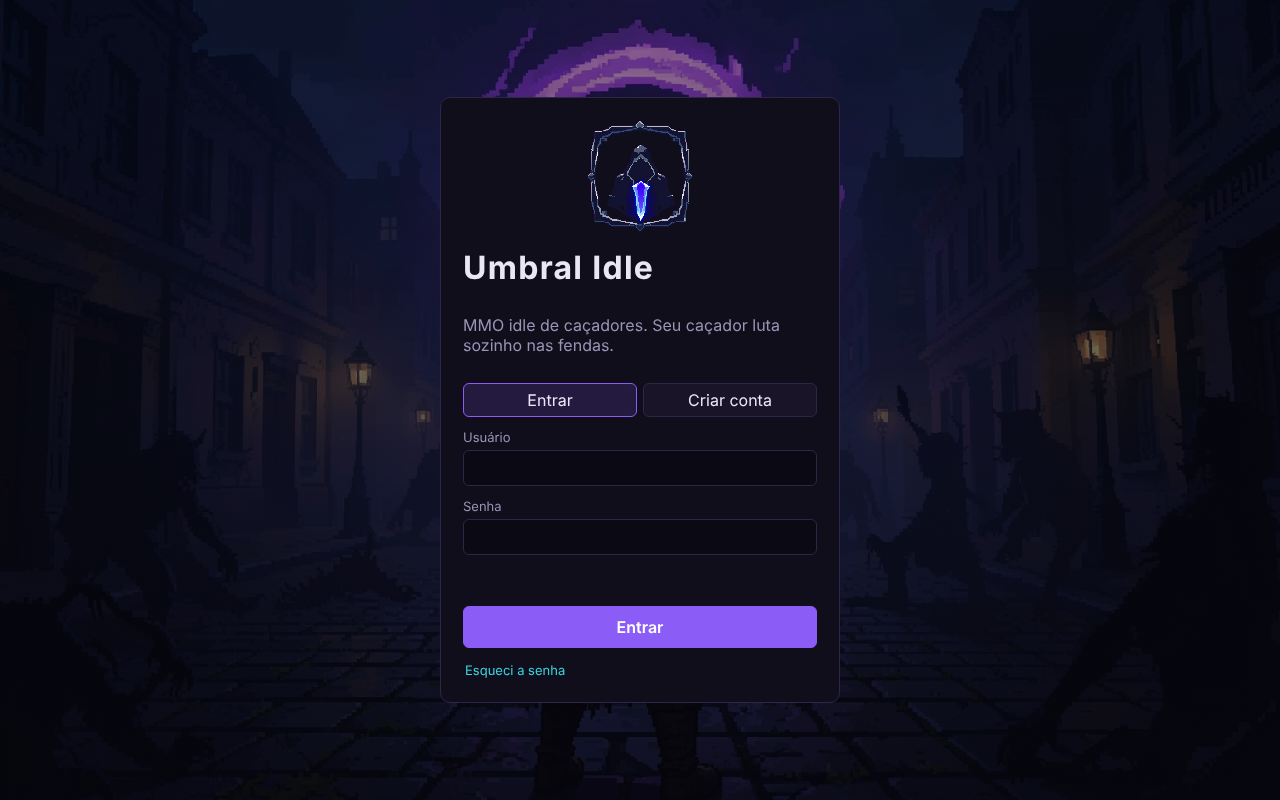 Umbral Idle
MMO idle de caçadores. Seu caçador luta
sozinho nas fendas.
Entrar
Criar conta
Usuário
Senha
Entrar
Esqueci a senha